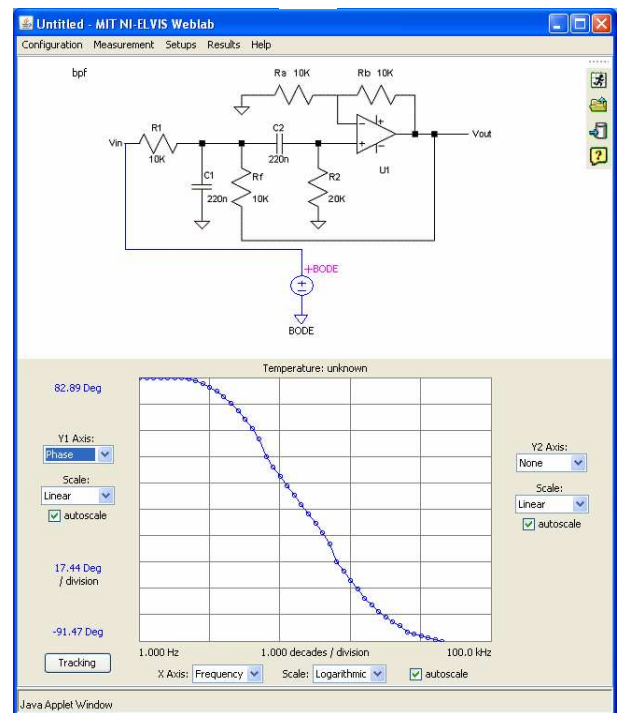 Untitled - MIT NI-ELVIS Weblab
Configuration Measurement Setups Results Help
bpf
Ra 10K Rb 10K
R1
10K
C2
220n
Vin
Vout
U1
C1
220n
Rf
10K
R2
20K
+BODE
BODE
Temperature: unknown
82.89 Deg
Y1 Axis:
Phase
Scale:
Linear
autoscale
17.44 Deg
/ division
-91.47 Deg
Tracking
Y2 Axis:
None
Scale:
Linear
autoscale
1.000 Hz 1.000 decades / division 100.0 kHz
X Axis: Frequency Scale: Logarithmic autoscale
Java Applet Window